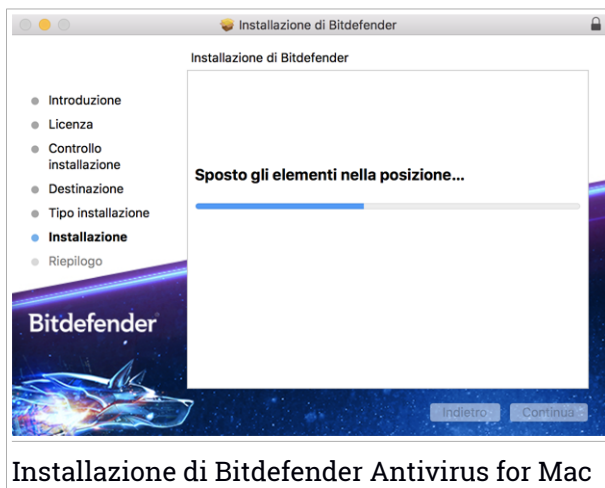 Installazione di Bitdefender
Installazione di Bitdefender
Introduzione
Licenza
Controllo
installazione
Destinazione
Tipo installazione
Installazione
Riepilogo
Sposto gli elementi nella posizione...
Bitdefender
Indietro
Continua
Installazione di Bitdefender Antivirus for Mac